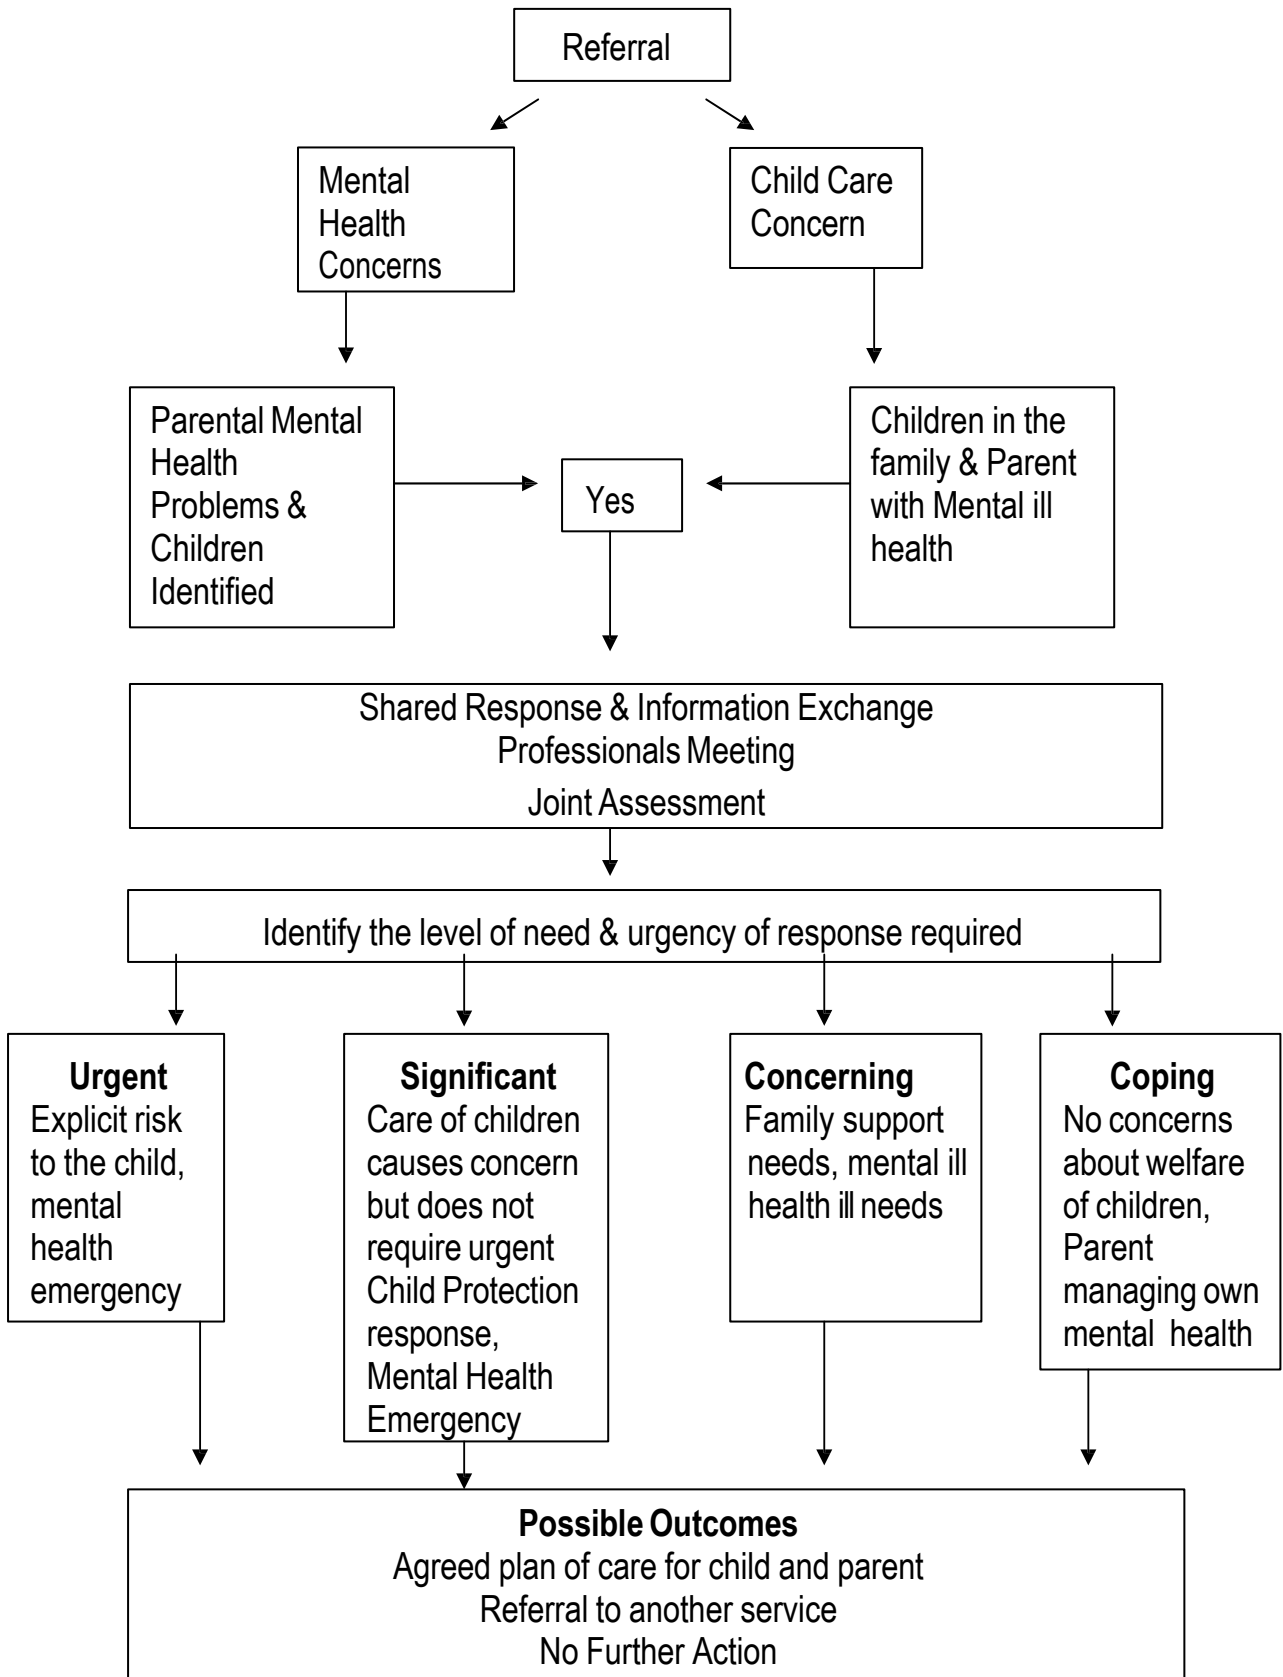 Referral
Mental
Health
Concerns
Child Care
Concern
Parental Mental
Health
Problems &
Children
Identified
Yes
Children in the
family & Parent
with Mental ill
health
Shared Response & Information Exchange
Professionals Meeting
Joint Assessment
Identify the level of need & urgency of response required
Urgent
Explicit risk
to the child,
mental
health
emergency
Significant
Care of children
causes concern
but does not
require urgent
Child Protection
response,
Mental Health
Emergency
Concerning
Family support
needs, mental ill
health ill needs
Coping
No concerns
about welfare
of children,
Parent
managing own
mental health
Possible Outcomes
Agreed plan of care for child and parent
Referral to another service
No Further Action